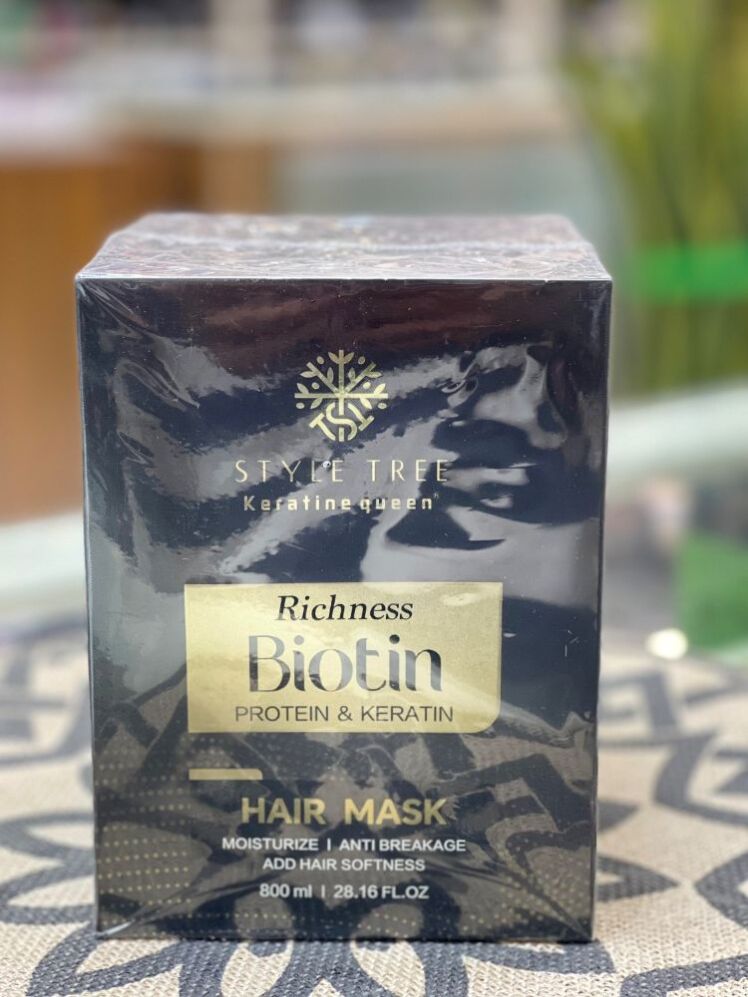 STYLE TREE
Keratine queen
Richness
Biotin
PROTEIN & KERATIN
HAIR MASK
MOISTURIZE | ANTI BREAKAGE
ADD HAIR SOFTNESS
800 ml | 28.16 FL.OZ